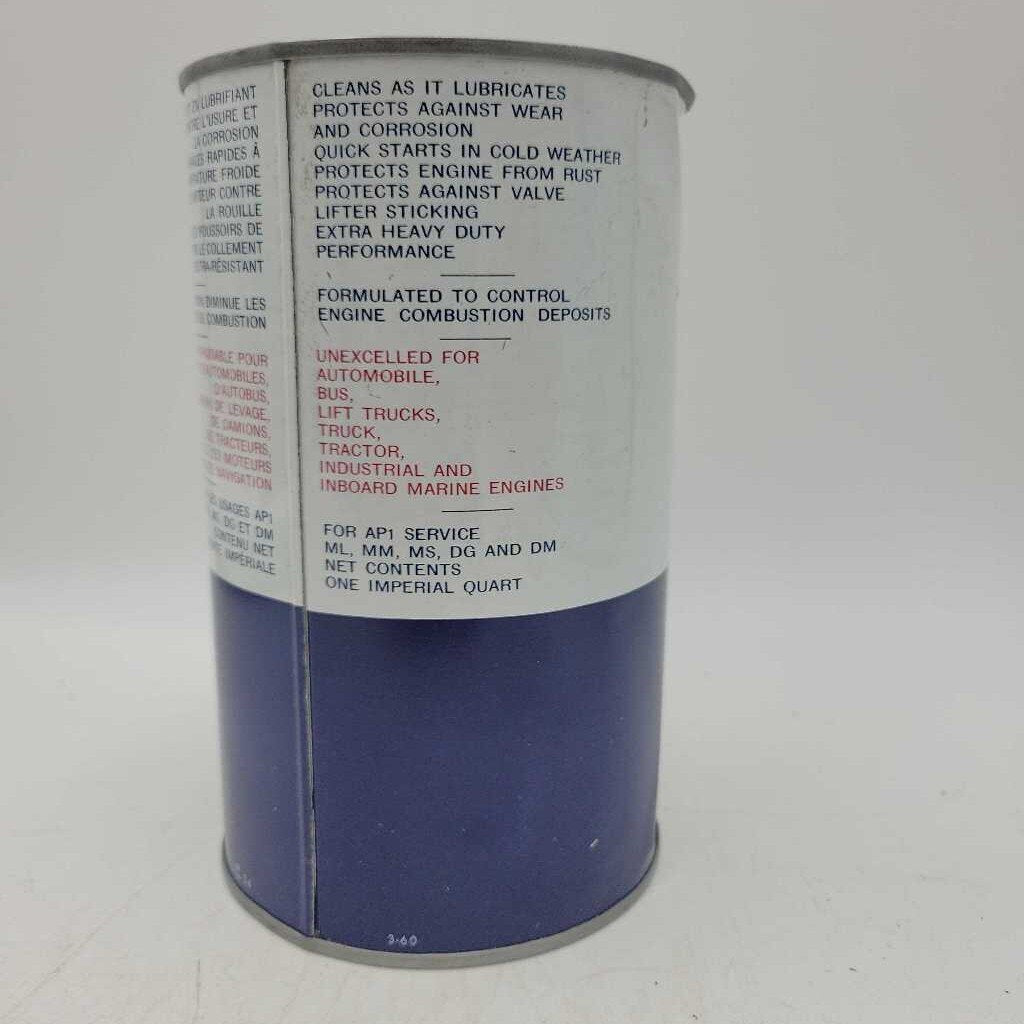 LUBRIFIANT
L'USURE ET
LA CORROSION
RAPIDES À
FROIDE
CONTRE
LA ROUILLE
POUSSOIRS DE
COLLEMENT
DIMINUE LES
COMBUSTION
POUR
AUTOMOBILES,
D'AUTOBUS,
DE LEVAGE,
DE CAMIONS,
TRACTEURS,
MOTEURS
NAVIGATION
USAGES AP1
DG ET DM
CONTENU NET
IMPÉRIALE
CLEANS AS IT LUBRICATES
PROTECTS AGAINST WEAR
AND CORROSION
QUICK STARTS IN COLD WEATHER
PROTECTS ENGINE FROM RUST
PROTECTS AGAINST VALVE
LIFTER STICKING
EXTRA HEAVY DUTY
PERFORMANCE
FORMULATED TO CONTROL
ENGINE COMBUSTION DEPOSITS
UNEXCELLED FOR
AUTOMOBILE,
BUS,
LIFT TRUCKS,
TRUCK,
TRACTOR,
INDUSTRIAL AND
INBOARD MARINE ENGINES
FOR AP1 SERVICE
ML, MM, MS, DG AND DM
NET CONTENTS
ONE IMPERIAL QUART
3-60